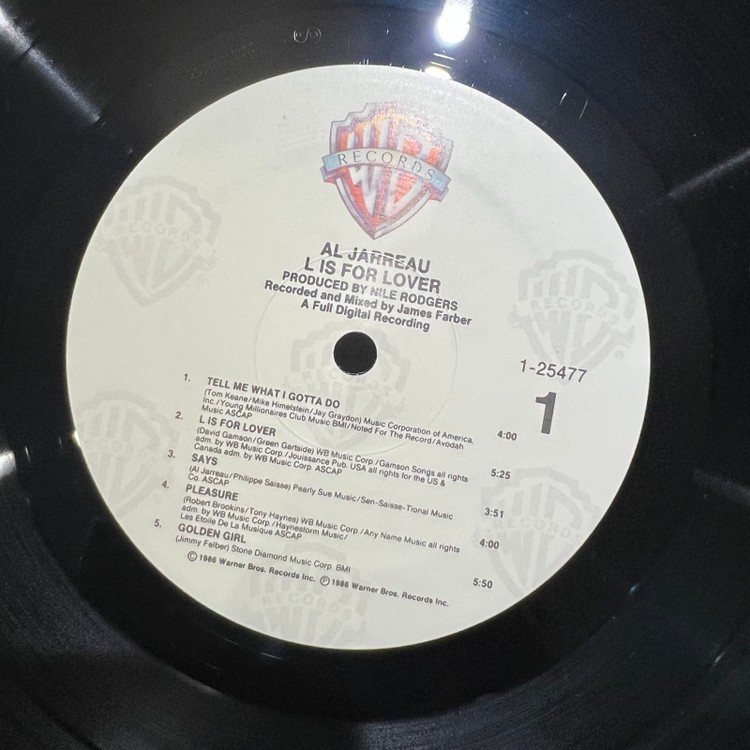 RECORDS
AL JARREAU
L IS FOR LOVER
PRODUCED BY NILE RODGERS
Recorded and Mixed by James Farber
A Full Digital Recording
1-25477
1
1. TELL ME WHAT I GOTTA DO
(Tom Keane/Mike Himelstein/Jay Graydon) Music Corporation of America,
Inc./Young Millionaires Club Music BMI/Noted For The Record/Avodah
Music ASCAP 4:00
2. L IS FOR LOVER
(David Gamson/Green Gartside) WB Music Corp./Gamson Songs all rights
adm. by WB Music Corp./Jouissance Pub. USA all rights for the US &
Canada adm. by WB Music Corp. ASCAP 5:25
3. SAYS
(Al Jarreau/Philippe Saisse) Pearly Sue Music/Sen-Saisse-Tional Music
Co. ASCAP 3:51
4. PLEASURE
(Robert Brookins/Tony Haynes) WB Music Corp./Any Name Music all rights
adm. by WB Music Corp./Haynestorm Music/
Les Etoile De La Musique ASCAP 4:00
5. GOLDEN GIRL
(Jimmy Felber) Stone Diamond Music Corp. BMI 5:50
© 1986 Warner Bros. Records Inc. ℗ 1986 Warner Bros. Records Inc.